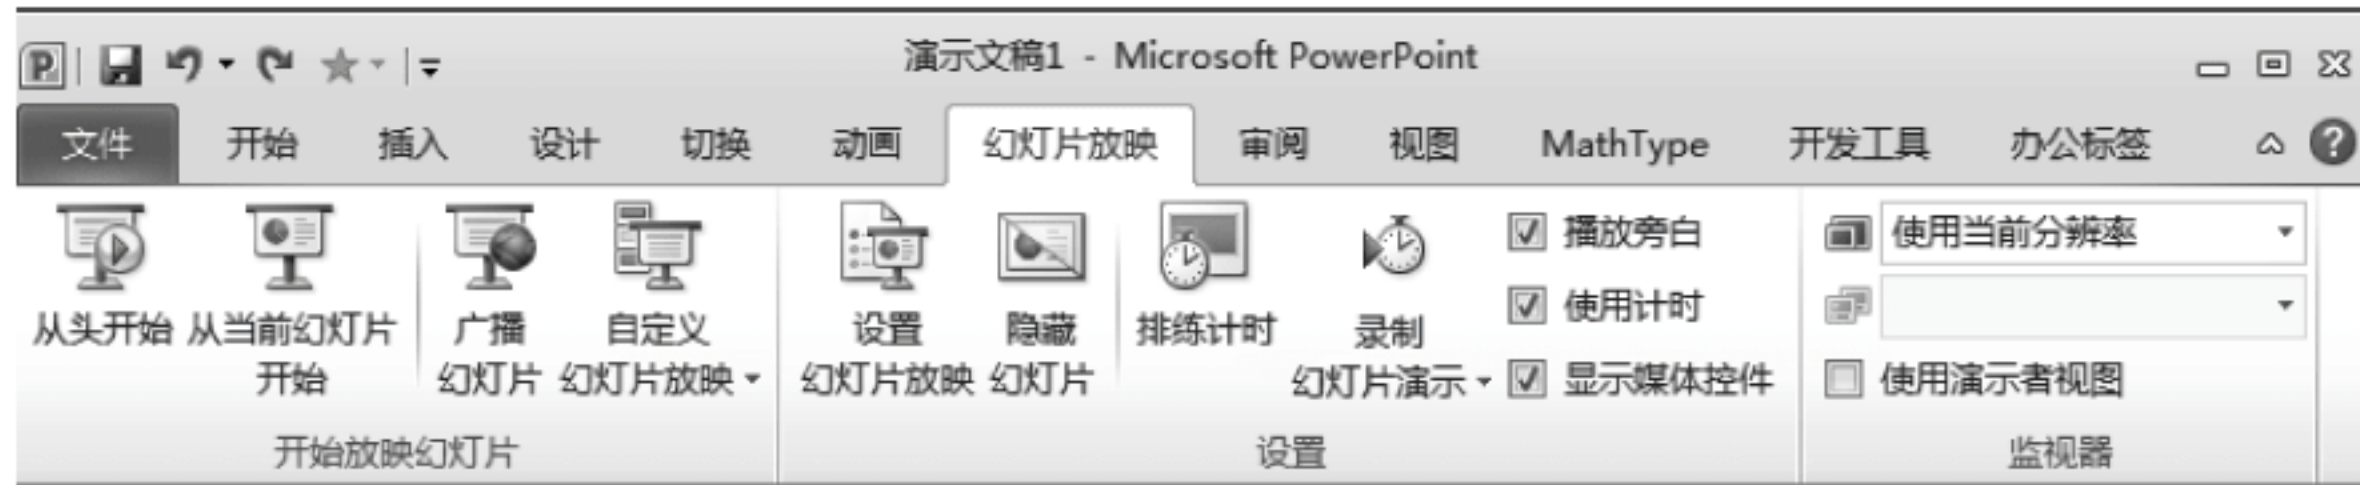 演示文稿1 - Microsoft PowerPoint
文件 开始 插入 设计 切换 动画 幻灯片放映 审阅 视图 MathType 开发工具 办公标签
从头开始
从当前幻灯片
开始
广播
幻灯片
自定义
幻灯片放映
开始放映幻灯片
设置
幻灯片放映
隐藏
幻灯片
排练计时
录制
幻灯片演示
播放旁白
使用计时
显示媒体控件
设置
使用当前分辨率
使用演示者视图
监视器